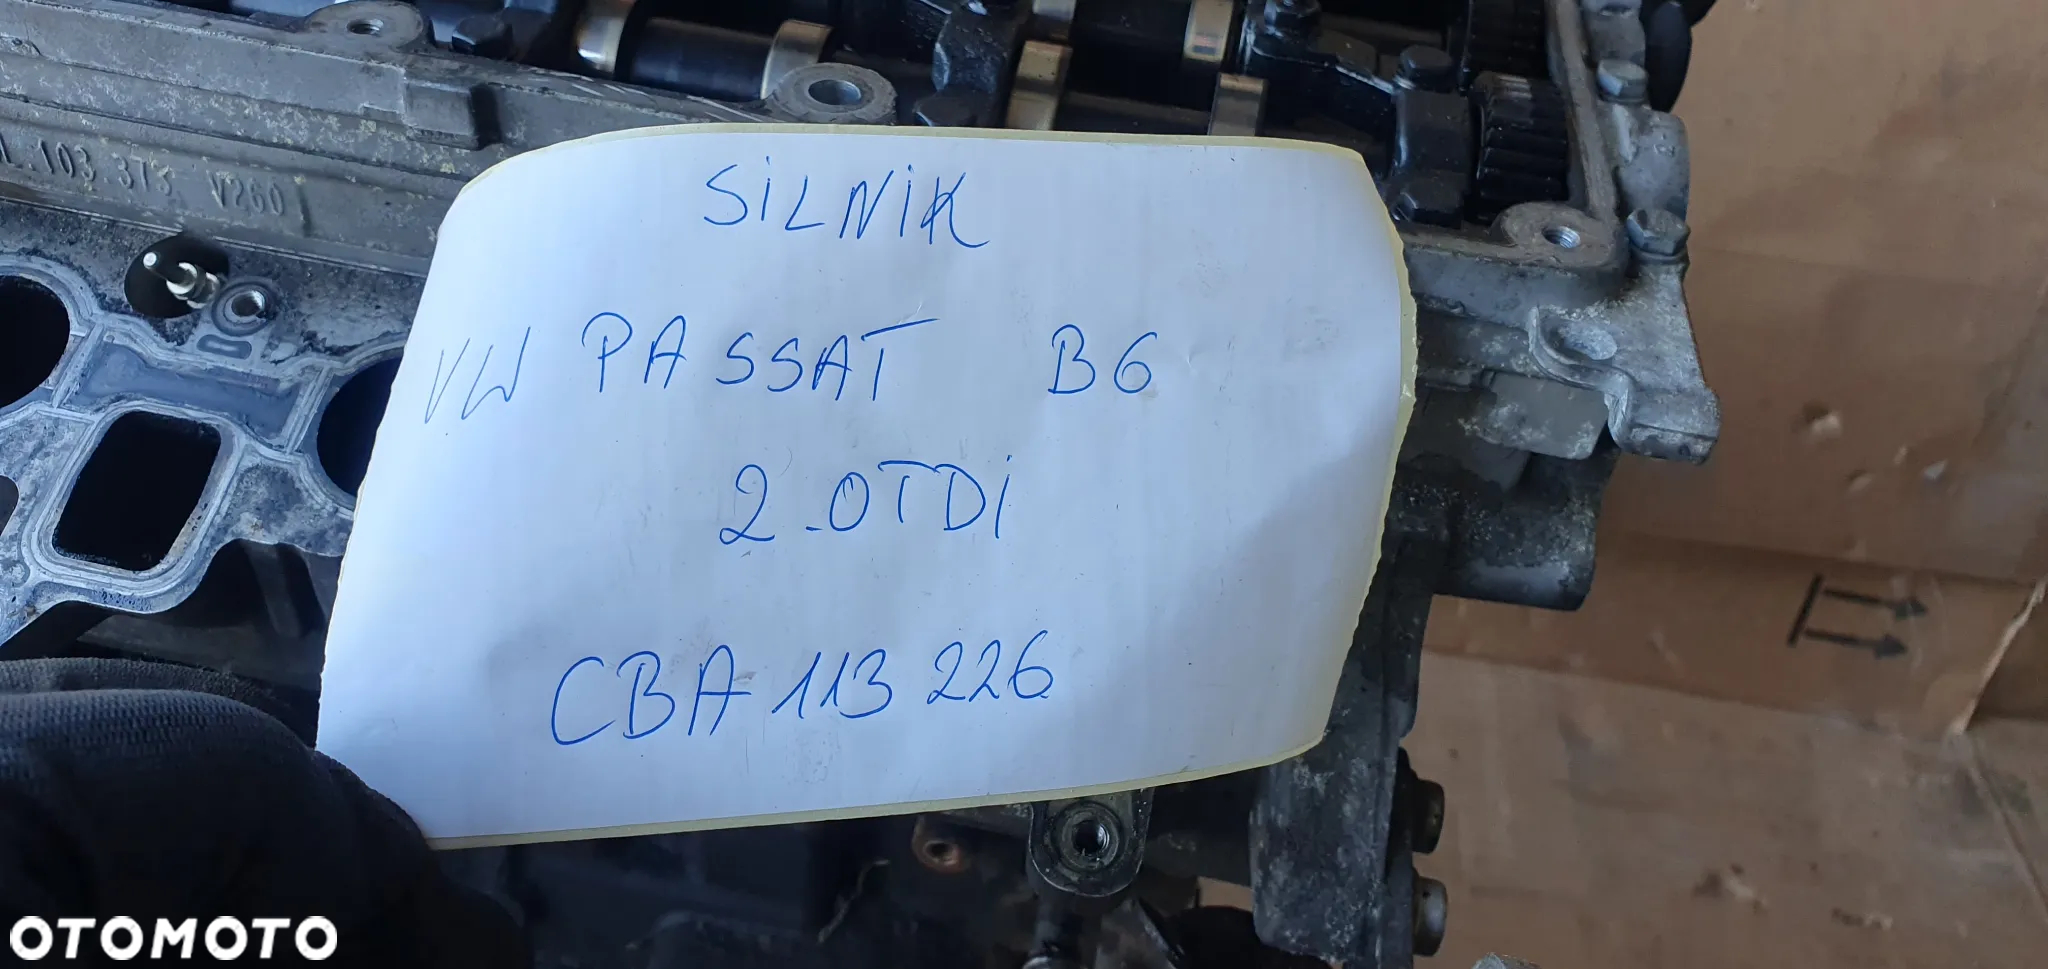 103 373 V260
SiLNiK
VW PASSAT B6
2.0TDi
CBA 113 226
OTOMOTO